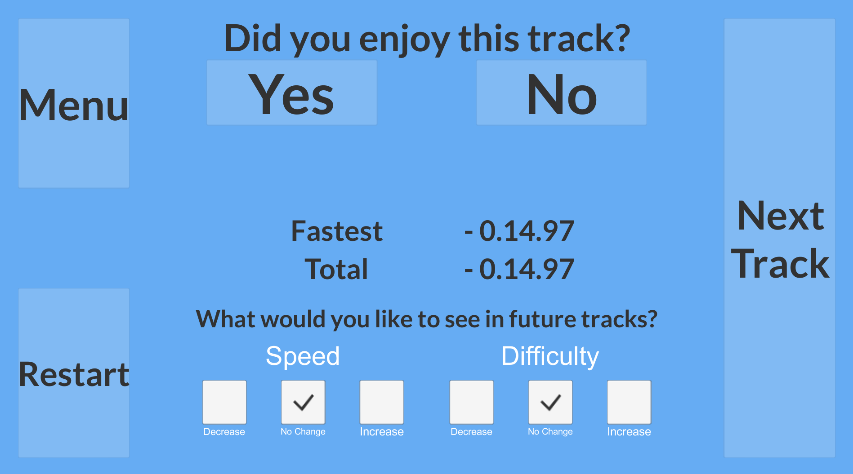 Did you enjoy this track?
Menu
Yes No
Next
Track
Fastest - 0.14.97
Total - 0.14.97
What would you like to see in future tracks?
Speed Difficulty
Restart
Decrease No Change Increase Decrease No Change Increase